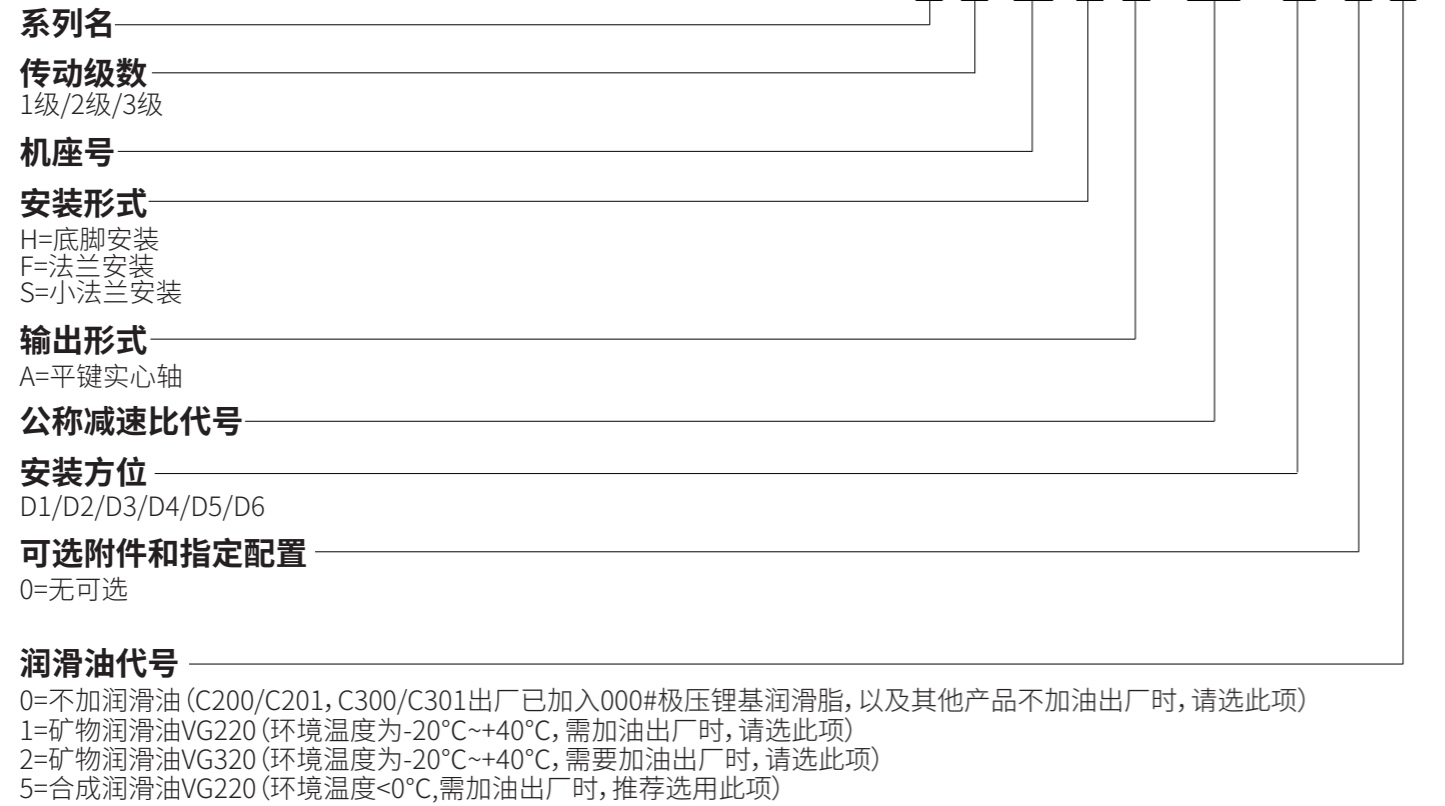 系列名
传动级数
1级/2级/3级
机座号
安装形式
H=底脚安装
F=法兰安装
S=小法兰安装
输出形式
A=平键实心轴
公称减速比代号
安装方位
D1/D2/D3/D4/D5/D6
可选附件和指定配置
0=无可选
润滑油代号
0=不加润滑油（C200/C201，C300/C301出厂已加入000#极压锂基润滑脂，以及其他产品不加油出厂时，请选此项）
1=矿物润滑油VG220（环境温度为-20°C~+40°C，需加油出厂时，请选此项）
2=矿物润滑油VG320（环境温度为-20°C~+40°C，需要加油出厂时，请选此项）
5=合成润滑油VG220（环境温度<0°C,需加油出厂时，推荐选用此项）